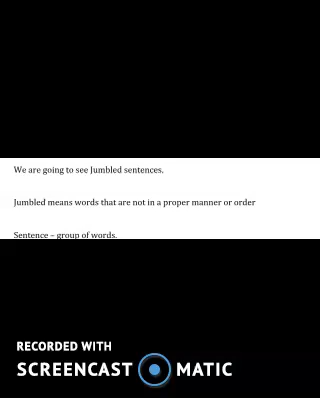 We are going to see Jumbled sentences.
Jumbled means words that are not in a proper manner or order
Sentence – group of words.
RECORDED WITH
SCREENCAST MATIC